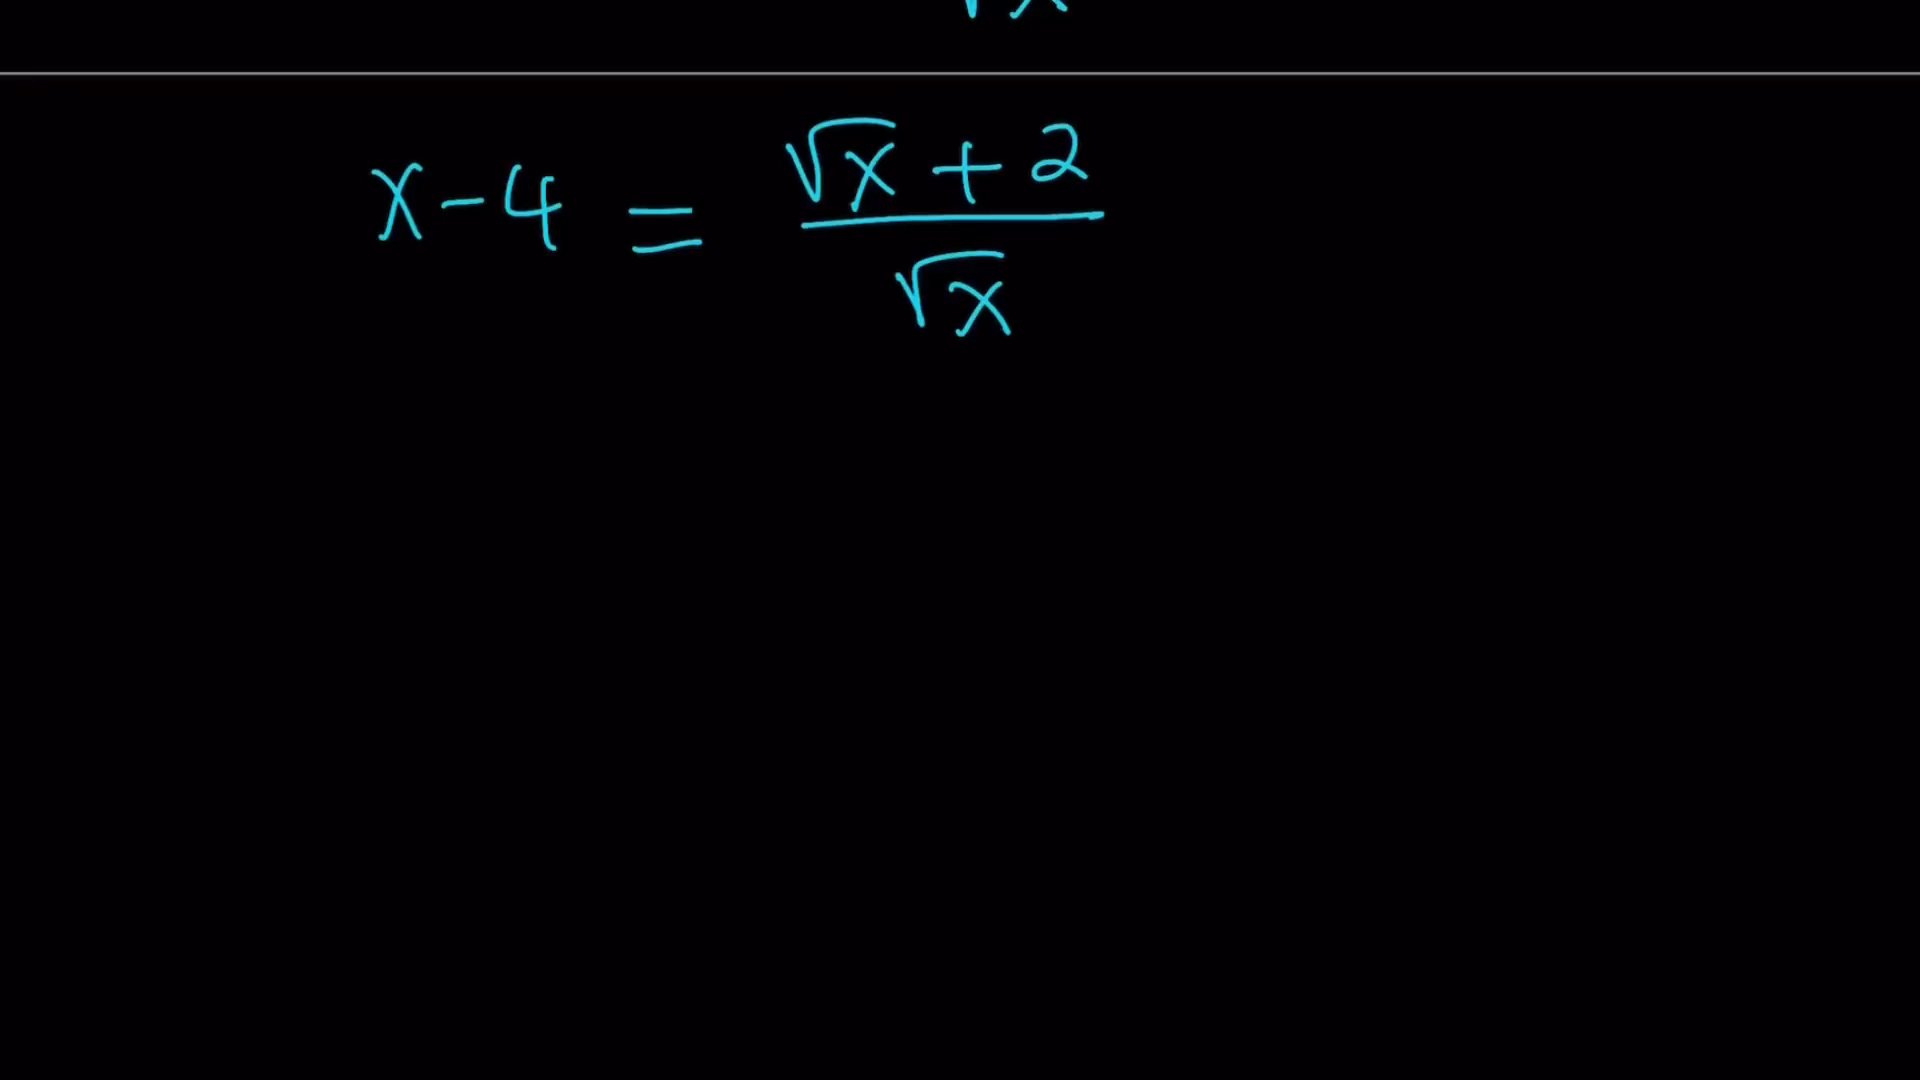 √x
x - 4 = (√x + 2) / √x